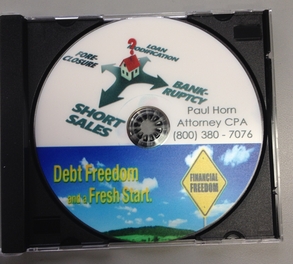 ?
LOAN
MODIFICATION
FORE-
CLOSURE
BANK-
RUPTCY
SHORT
SALES
Paul Horn
Attorney CPA
(800) 380 - 7076
Debt Freedom
and a Fresh Start.
FINANCIAL
FREEDOM